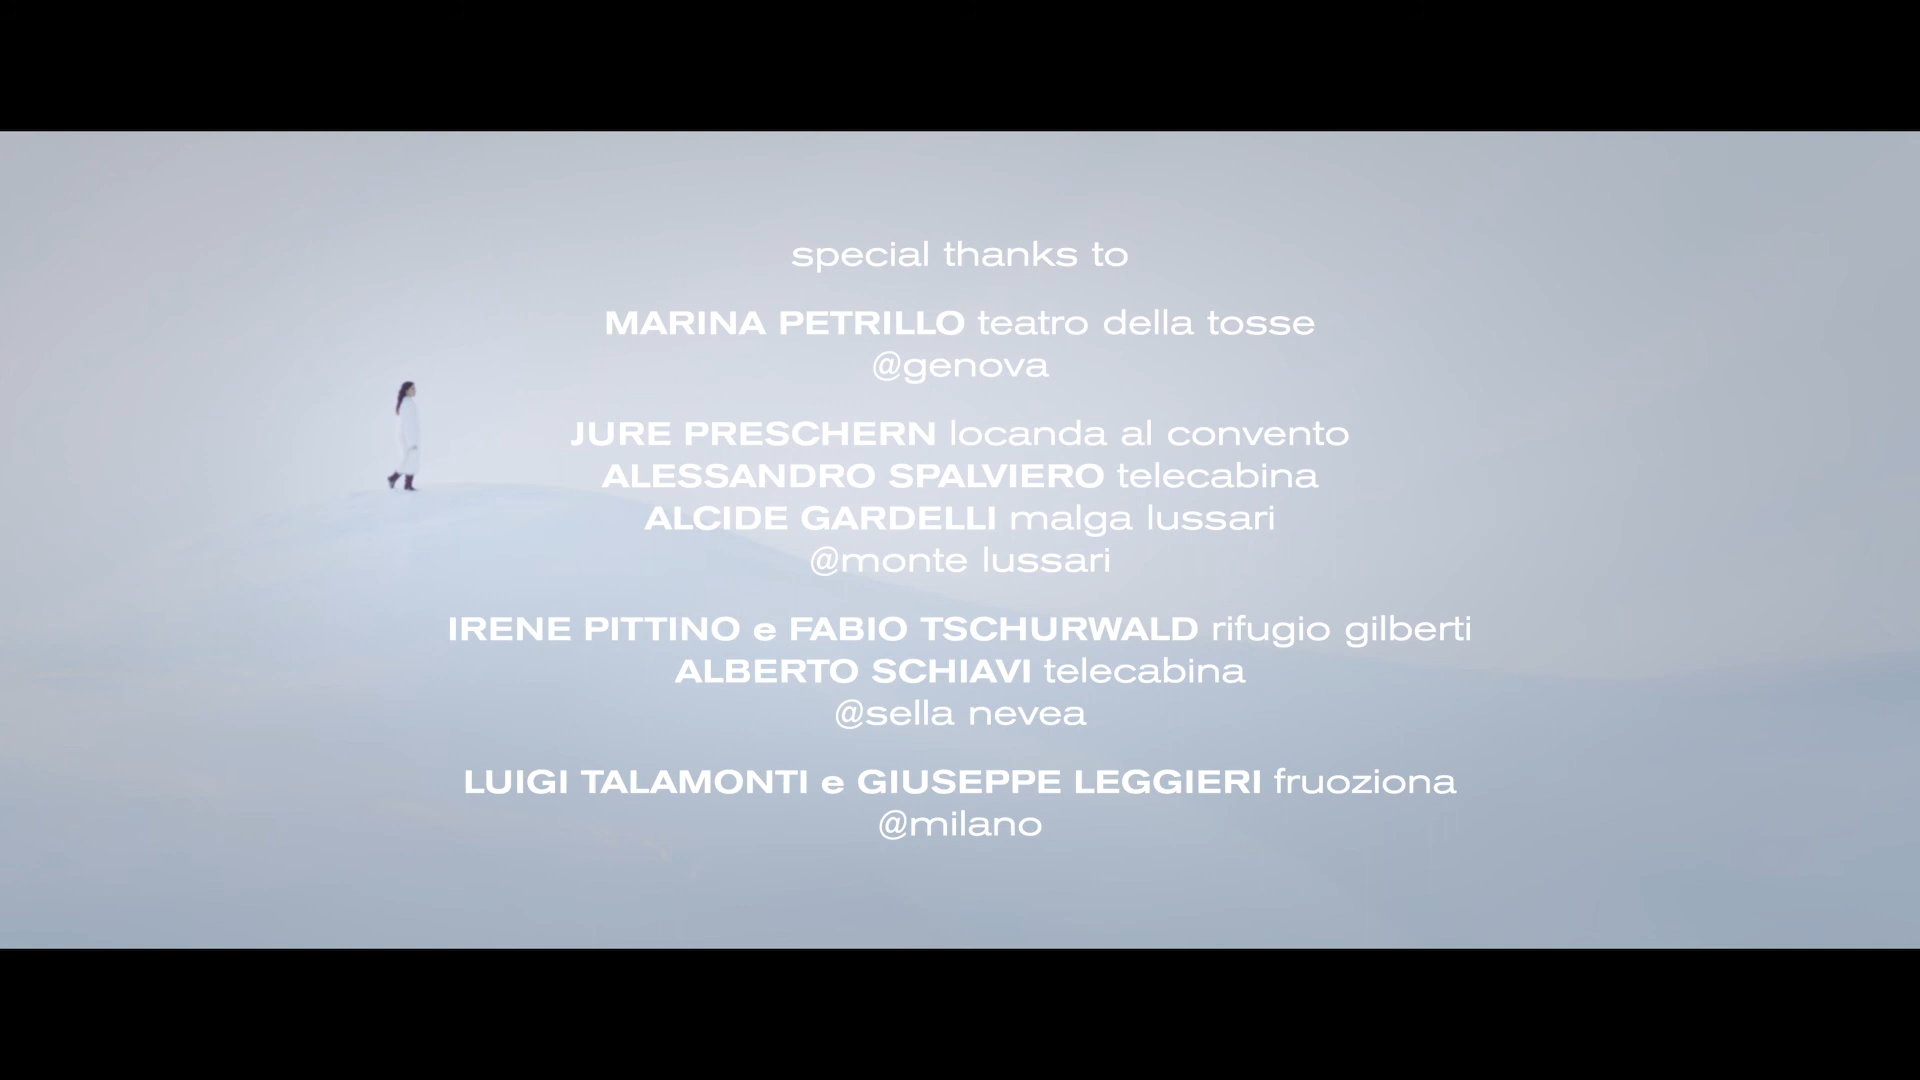 special thanks to
MARINA PETRILLO teatro della tosse
@genova
JURE PRESCHERN locanda al convento
ALESSANDRO SPALVIERO telecabina
ALCIDE GARDELLI malga lussari
@monte lussari
IRENE PITTINO e FABIO TSCHURWALD rifugio gilberti
ALBERTO SCHIAVI telecabina
@sella nevea
LUIGI TALAMONTI e GIUSEPPE LEGGIERI fruoziona
@milano